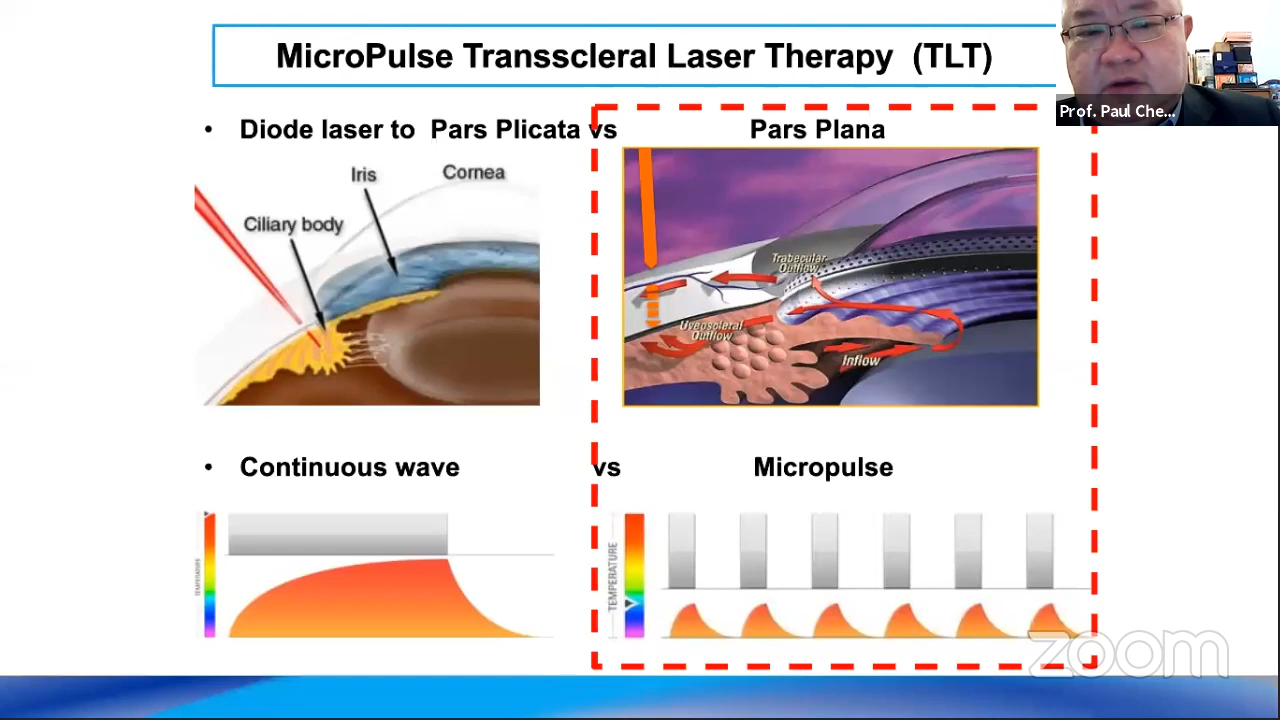 MicroPulse Transscleral Laser Therapy (TLT)
Prof. Paul Che...
• Diode laser to Pars Plicata vs Pars Plana
Iris
Cornea
Ciliary body
Trabecular
Outflow
Uveoscleral
Outflow
Inflow
• Continuous wave vs Micropulse
TEMPERATURE
TEMPERATURE
zoom